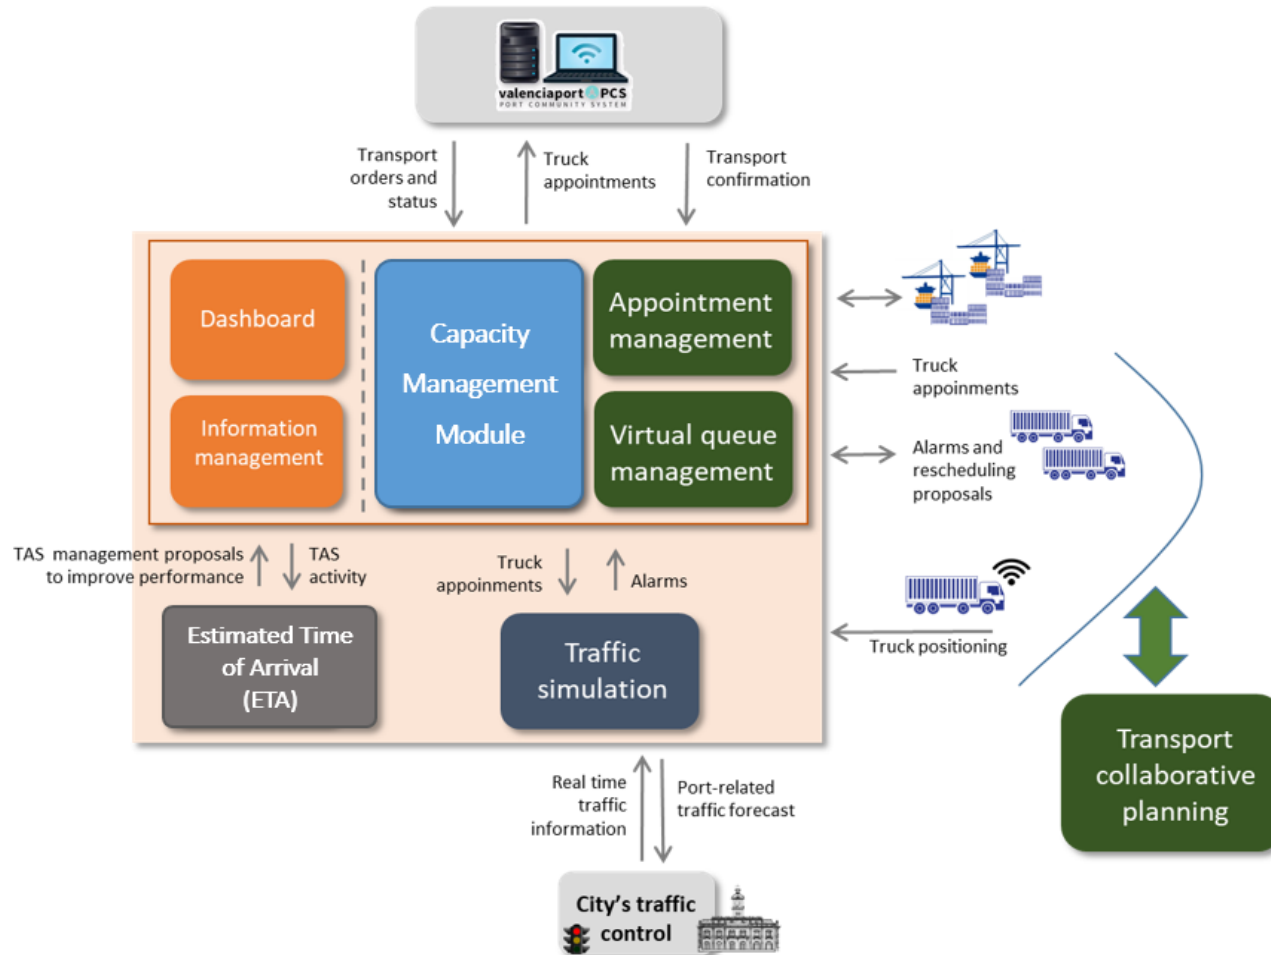 valenciaport PCS
PORT COMMUNITY SYSTEM
Transport
orders and
status
Truck
appointments
Transport
confirmation
Dashboard
Information
management
Capacity
Management
Module
Appointment
management
Virtual queue
management
Truck
appoinments
Alarms and
rescheduling
proposals
TAS management proposals
to improve performance
TAS
activity
Truck
appoinments
Alarms
Truck positioning
Estimated Time
of Arrival
(ETA)
Traffic
simulation
Transport
collaborative
planning
Real time
traffic
information
Port-related
traffic forecast
City's traffic
control